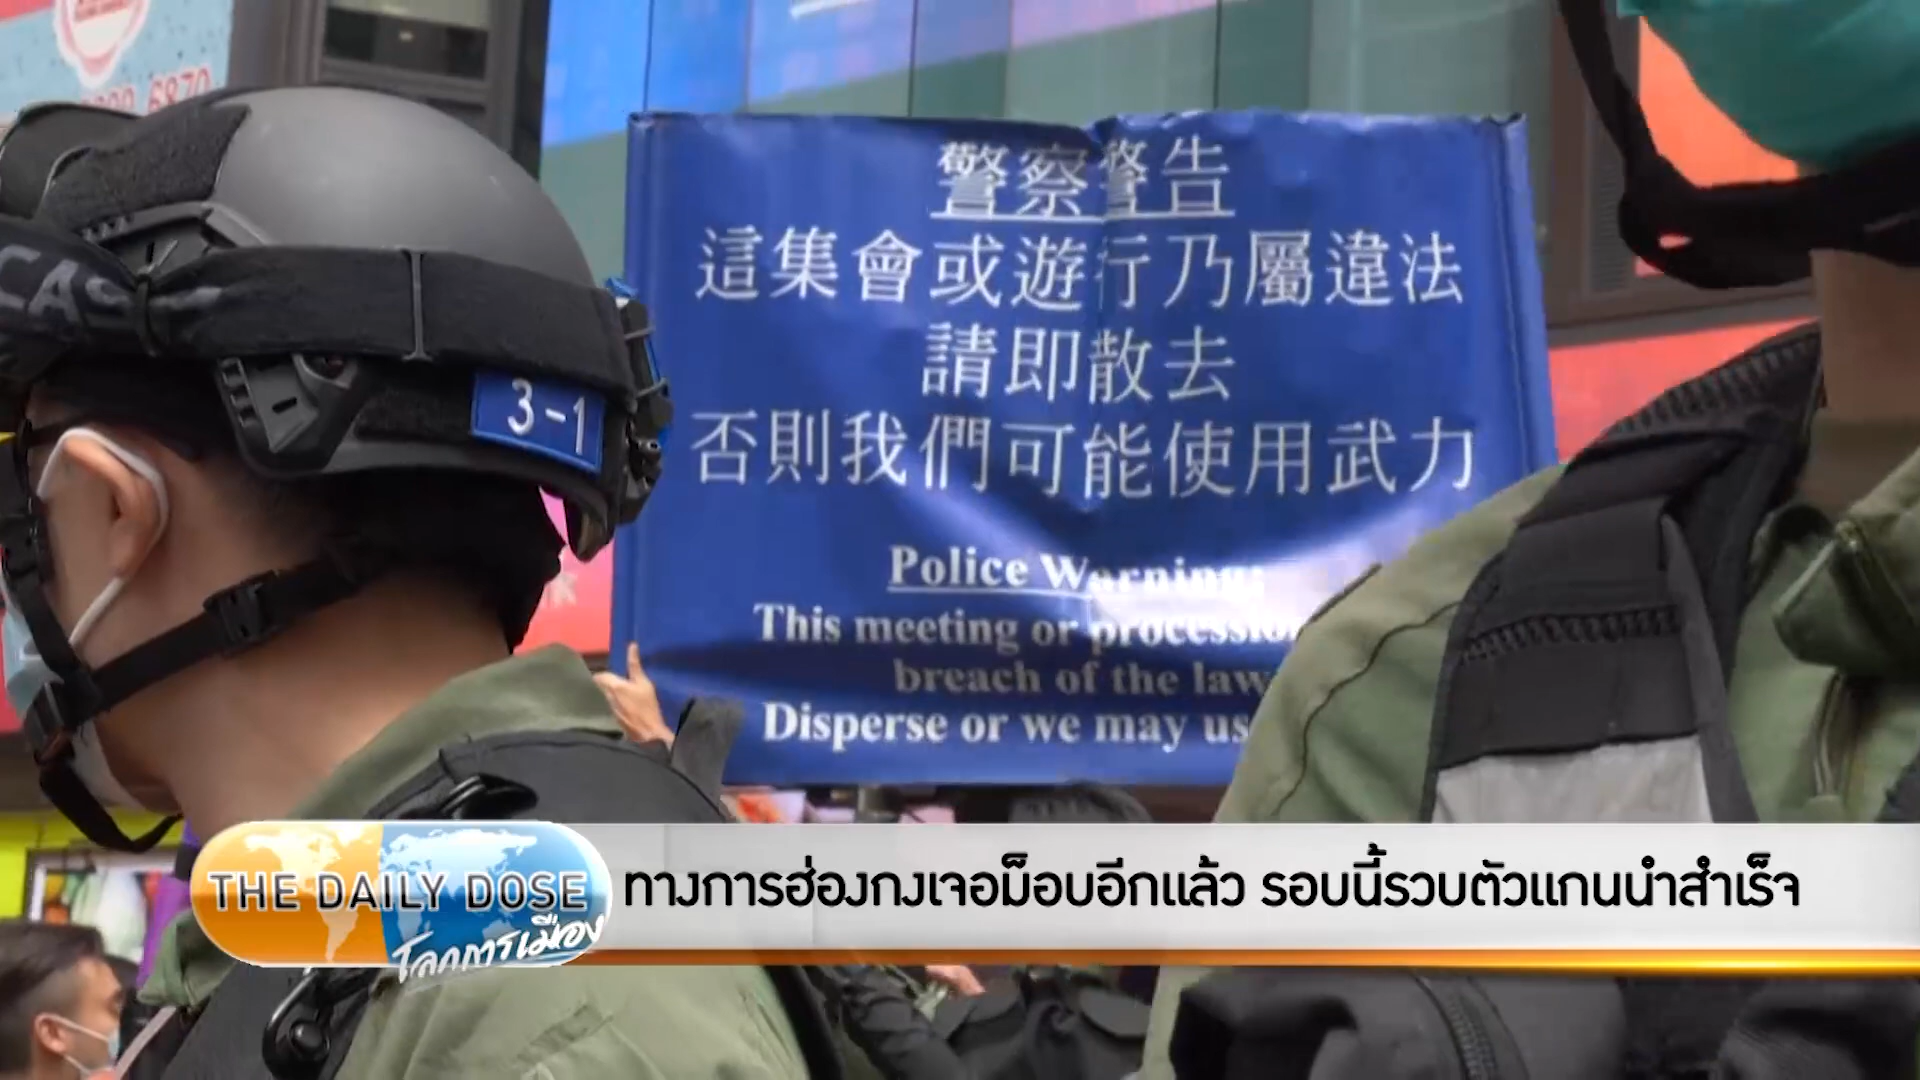 6870
CAS
3-1
警察警告
這集會或遊行乃屬違法
請即散去
否則我們可能使用武力
Police Warning:
This meeting or procession
breach of the law
Disperse or we may us
THE DAILY DOSE
โลกการเมือง
ทางการฮ่องกงเจอม็อบอีกแล้ว รอบนี้รวบตัวแกนนำสำเร็จ